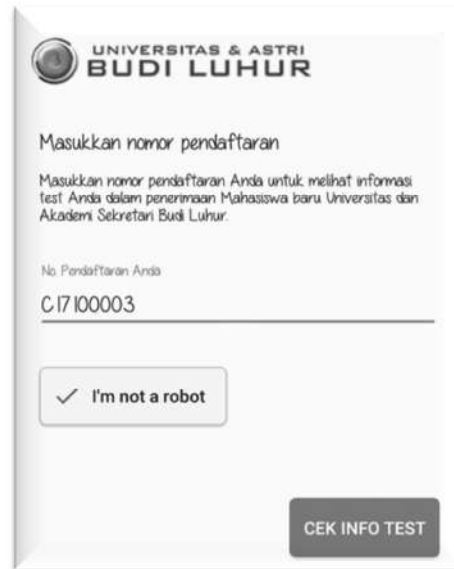 UNIVERSITAS & ASTRI
BUDI LUHUR
Masukkan nomor pendaftaran
Masukkan nomor pendaftaran Anda untuk melihat informasi
test Anda dalam penerimaan Mahasiswa baru Universitas dan
Akademi Sekretari Budi Luhur.
No. Pendaftaran Anda
C17100003
I'm not a robot
CEK INFO TEST